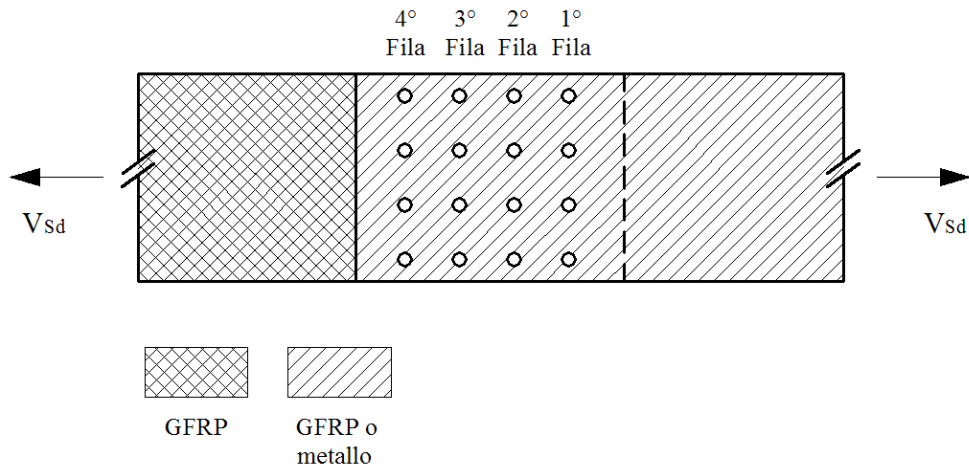 4° 3° 2° 1°
Fila Fila Fila Fila
VSd VSd
GFRP GFRP o
metallo